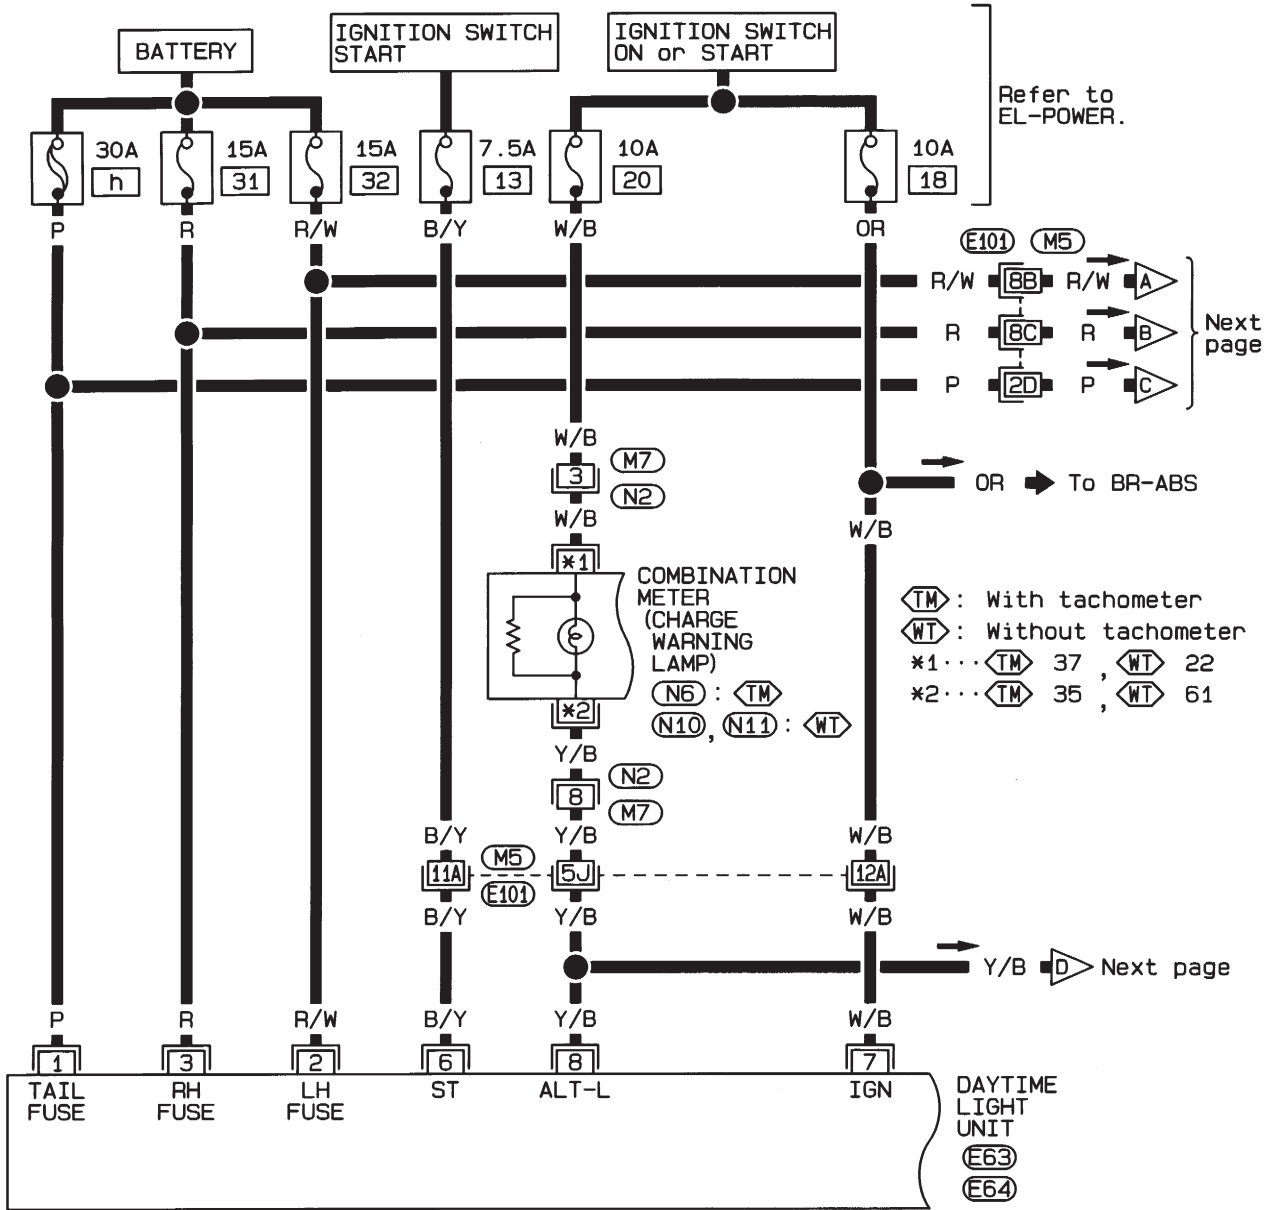 BATTERY
IGNITION SWITCH
START
IGNITION SWITCH
ON or START
Refer to
EL-POWER.
30A
h
15A
31
15A
32
7.5A
13
10A
20
10A
18
P
R
R/W
B/Y
W/B
OR
E101
M5
R/W
8B
R/W
A
R
8C
R
B
P
2D
P
C
Next
page
W/B
3
M7
N2
W/B
OR
To BR-ABS
W/B
*1
COMBINATION
METER
(CHARGE
WARNING
LAMP)
N6 : TM
N10, N11 : WT
*2
TM : With tachometer
WT : Without tachometer
*1··· TM 37 , WT 22
*2··· TM 35 , WT 61
Y/B
8
N2
M7
B/Y
Y/B
W/B
11A
M5
E101
5J
12A
B/Y
Y/B
W/B
Y/B
D
Next page
P
R
R/W
B/Y
Y/B
W/B
1
3
2
6
8
7
TAIL
FUSE
RH
FUSE
LH
FUSE
ST
ALT-L
IGN
DAYTIME
LIGHT
UNIT
E63
E64